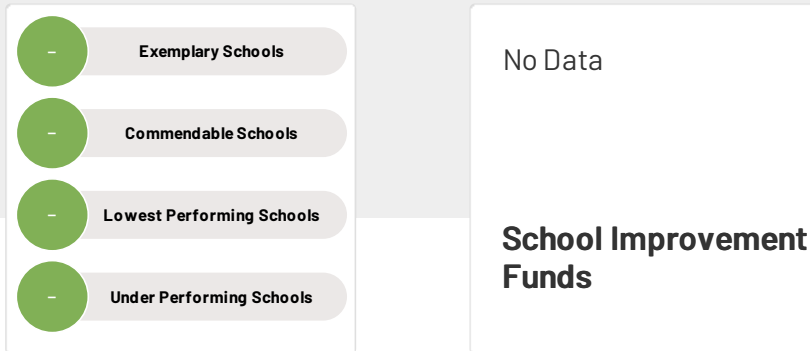 – Exemplary Schools
– Commendable Schools
– Lowest Performing Schools
– Under Performing Schools
No Data
School Improvement
Funds